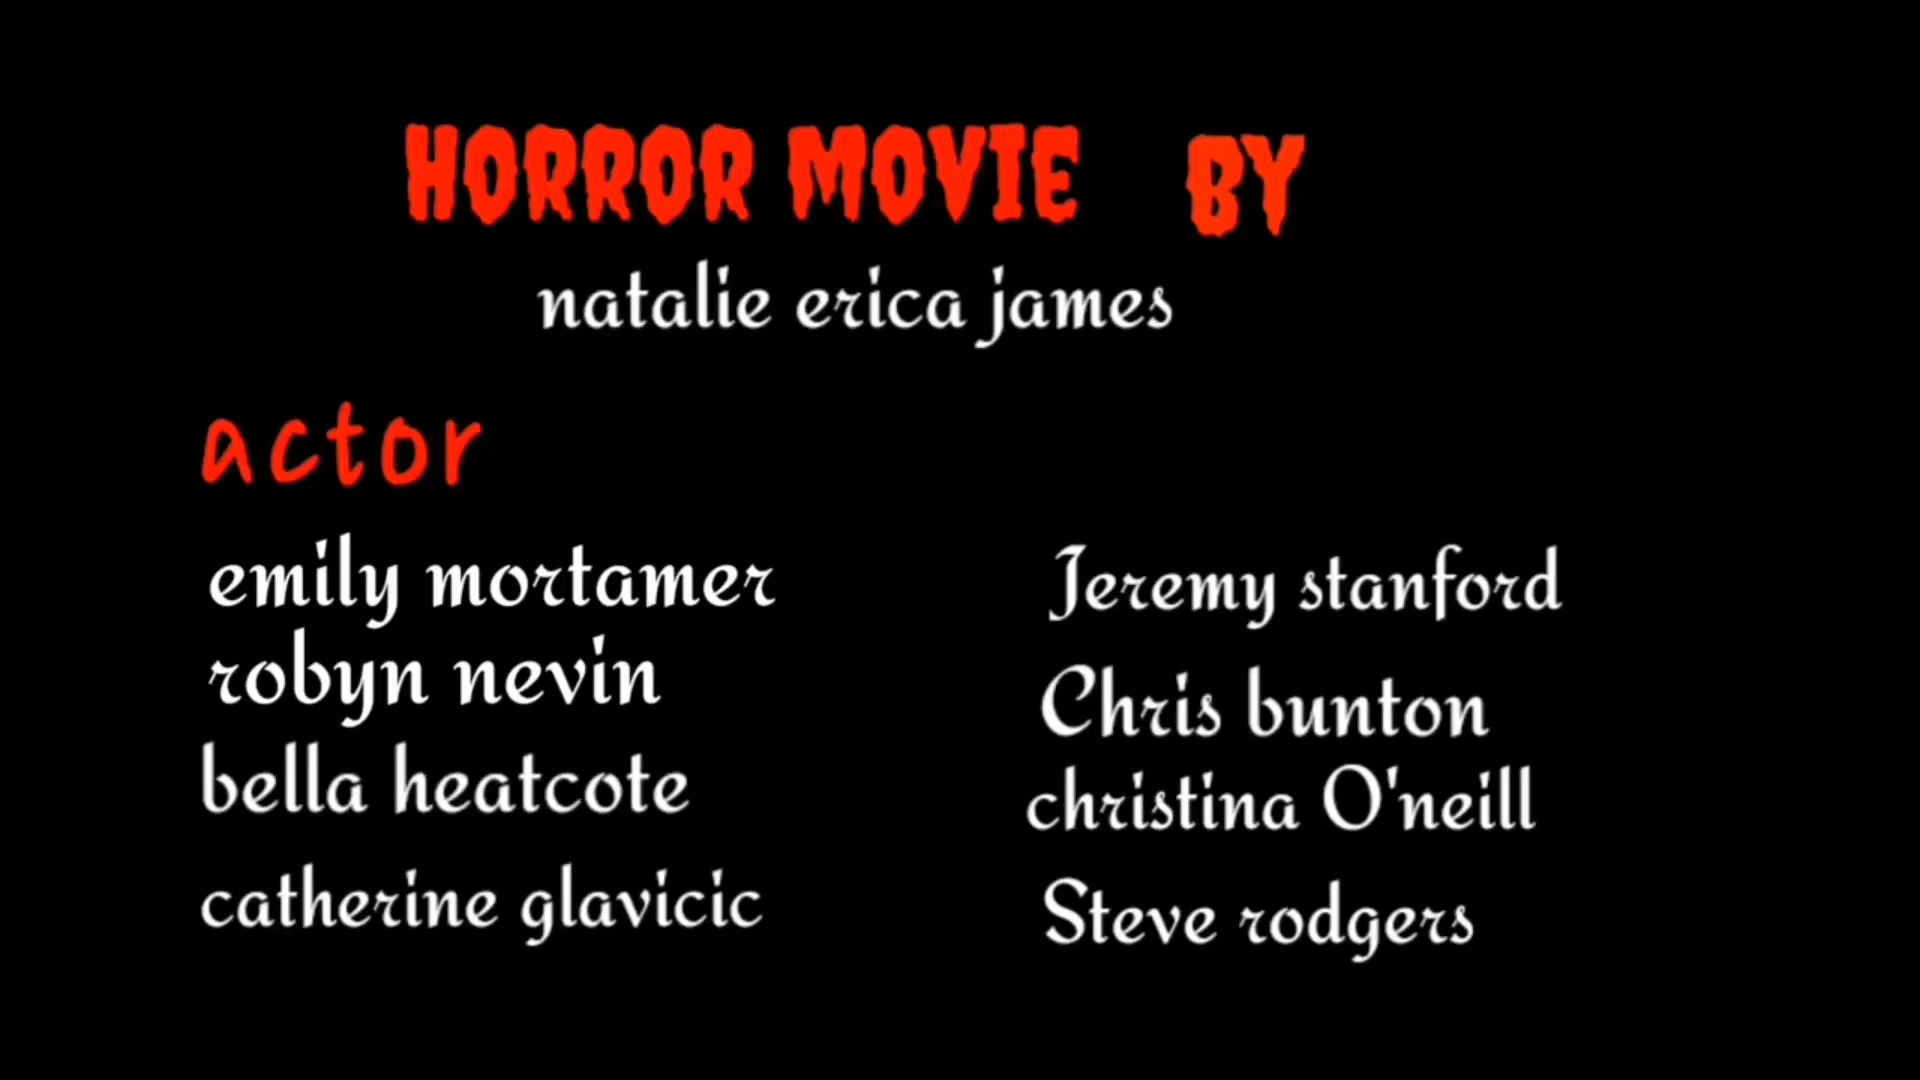 HORROR MOVIE BY
natalie erica james
actor
emily mortamer
robyn nevin
bella heatcote
catherine glavicic
Jeremy stanford
Chris bunton
christina O'neill
Steve rodgers